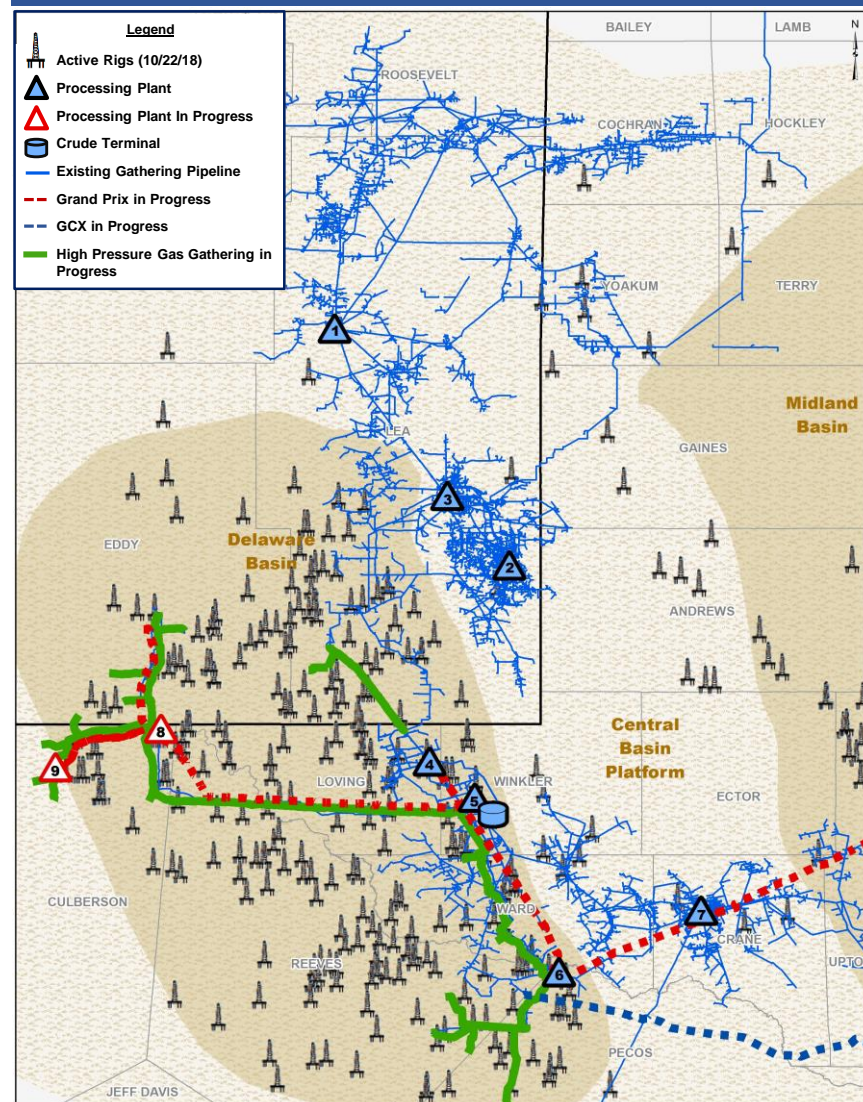 Legend
Active Rigs (10/22/18)
Processing Plant
Processing Plant In Progress
Crude Terminal
Existing Gathering Pipeline
Grand Prix in Progress
GCX in Progress
High Pressure Gas Gathering in
Progress
N
BAILEY
LAMB
ROOSEVELT
COCHRAN
HOCKLEY
YOAKUM
TERRY
1
Midland
Basin
LEA
GAINES
3
EDDY
Delaware
Basin
2
ANDREWS
8
Central
Basin
Platform
9
4
LOVING
WINKLER
5
ECTOR
CULBERSON
WARD
7
CRANE
REEVES
6
UPTO
PECOS
JEFF DAVIS